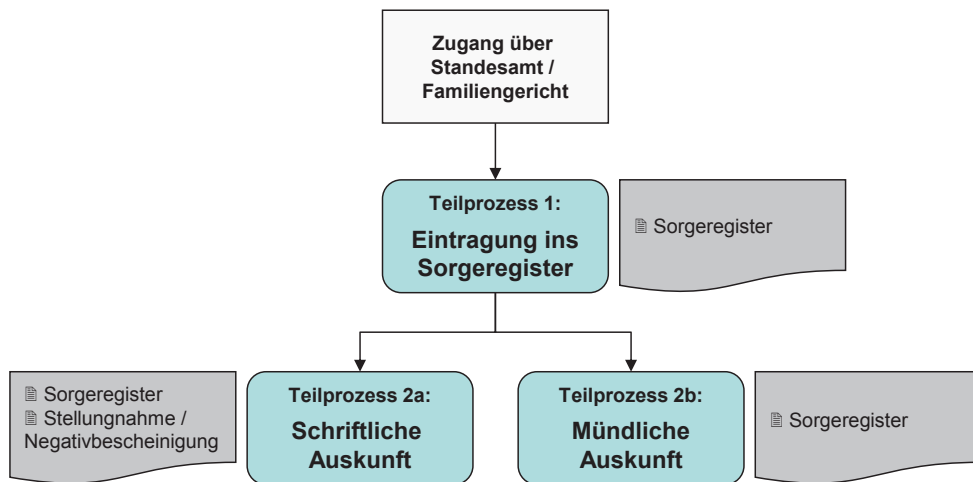 Zugang über
Standesamt /
Familiengericht
Teilprozess 1:
Eintragung ins
Sorgeregister
Sorgeregister
Sorgeregister
Stellungnahme /
Negativbescheinigung
Teilprozess 2a:
Schriftliche
Auskunft
Teilprozess 2b:
Mündliche
Auskunft
Sorgeregister